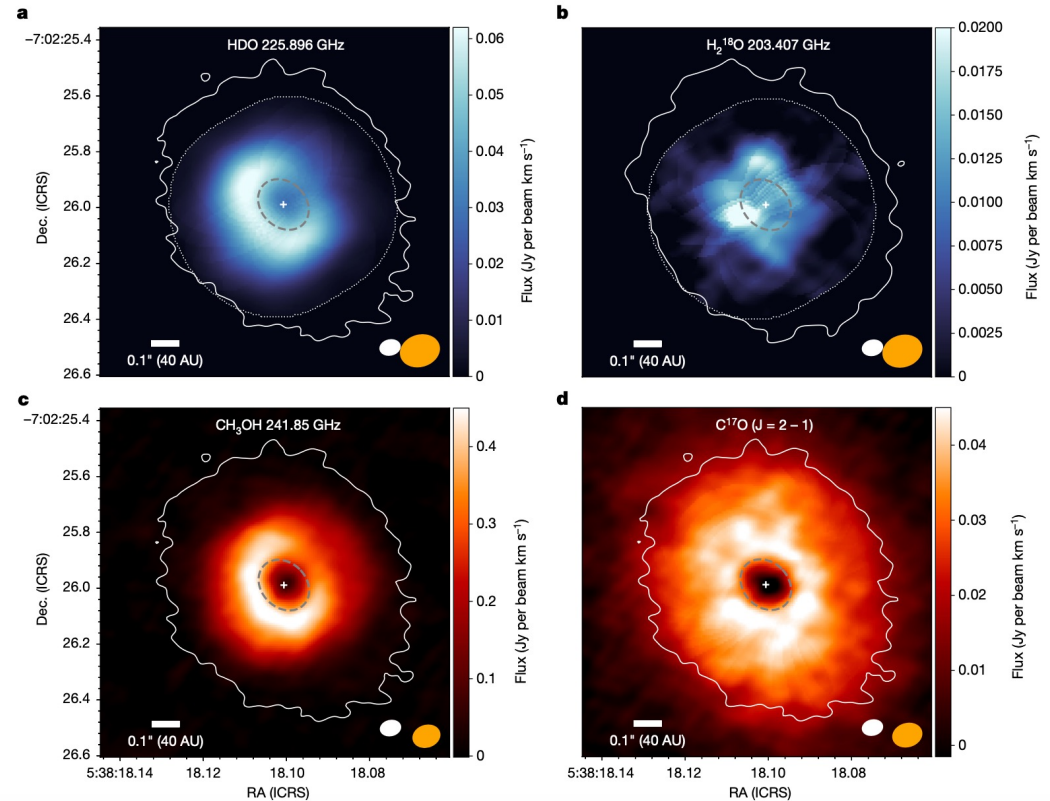 a
HDO 225.896 GHz
−7:02:25.4
25.6
25.8
26.0
26.2
26.4
26.6
Dec. (ICRS)
0.1" (40 AU)
0.06
0.05
0.04
0.03
0.02
0.01
0
Flux (Jy per beam km s⁻¹)
b
H₂¹⁸O 203.407 GHz
0.1" (40 AU)
0.0200
0.0175
0.0150
0.0125
0.0100
0.0075
0.0050
0.0025
0
Flux (Jy per beam km s⁻¹)
c
CH₃OH 241.85 GHz
−7:02:25.4
25.6
25.8
26.0
26.2
26.4
26.6
Dec. (ICRS)
0.1" (40 AU)
5:38:18.14
18.12
18.10
18.08
RA (ICRS)
0.4
0.3
0.2
0.1
0
Flux (Jy per beam km s⁻¹)
d
C¹⁷O (J = 2 – 1)
0.1" (40 AU)
5:38:18.14
18.12
18.10
18.08
RA (ICRS)
0.04
0.03
0.02
0.01
0
Flux (Jy per beam km s⁻¹)